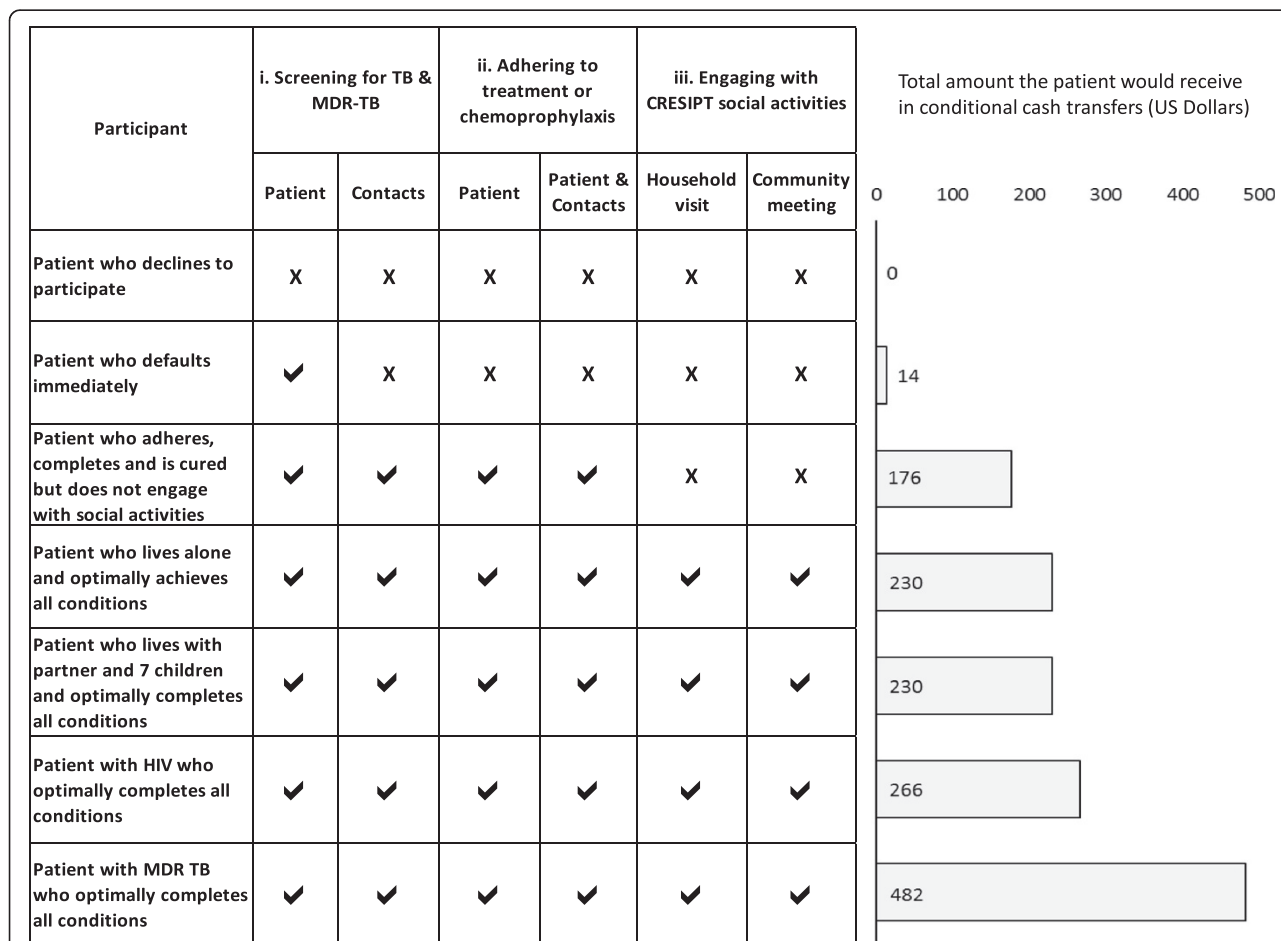 Participant
i. Screening for TB &
MDR-TB
ii. Adhering to
treatment or
chemoprophylaxis
iii. Engaging with
CRESIPT social activities
Total amount the patient would receive
in conditional cash transfers (US Dollars)
Patient
Contacts
Patient
Patient &
Contacts
Household
visit
Community
meeting
0 100 200 300 400 500
Patient who declines to
participate
X X X X X X
0
Patient who defaults
immediately
✔ X X X X X
14
Patient who adheres,
completes and is cured
but does not engage
with social activities
✔ ✔ ✔ ✔ X X
176
Patient who lives alone
and optimally achieves
all conditions
✔ ✔ ✔ ✔ ✔ ✔
230
Patient who lives with
partner and 7 children
and optimally completes
all conditions
✔ ✔ ✔ ✔ ✔ ✔
230
Patient with HIV who
optimally completes all
conditions
✔ ✔ ✔ ✔ ✔ ✔
266
Patient with MDR TB
who optimally completes
all conditions
✔ ✔ ✔ ✔ ✔ ✔
482